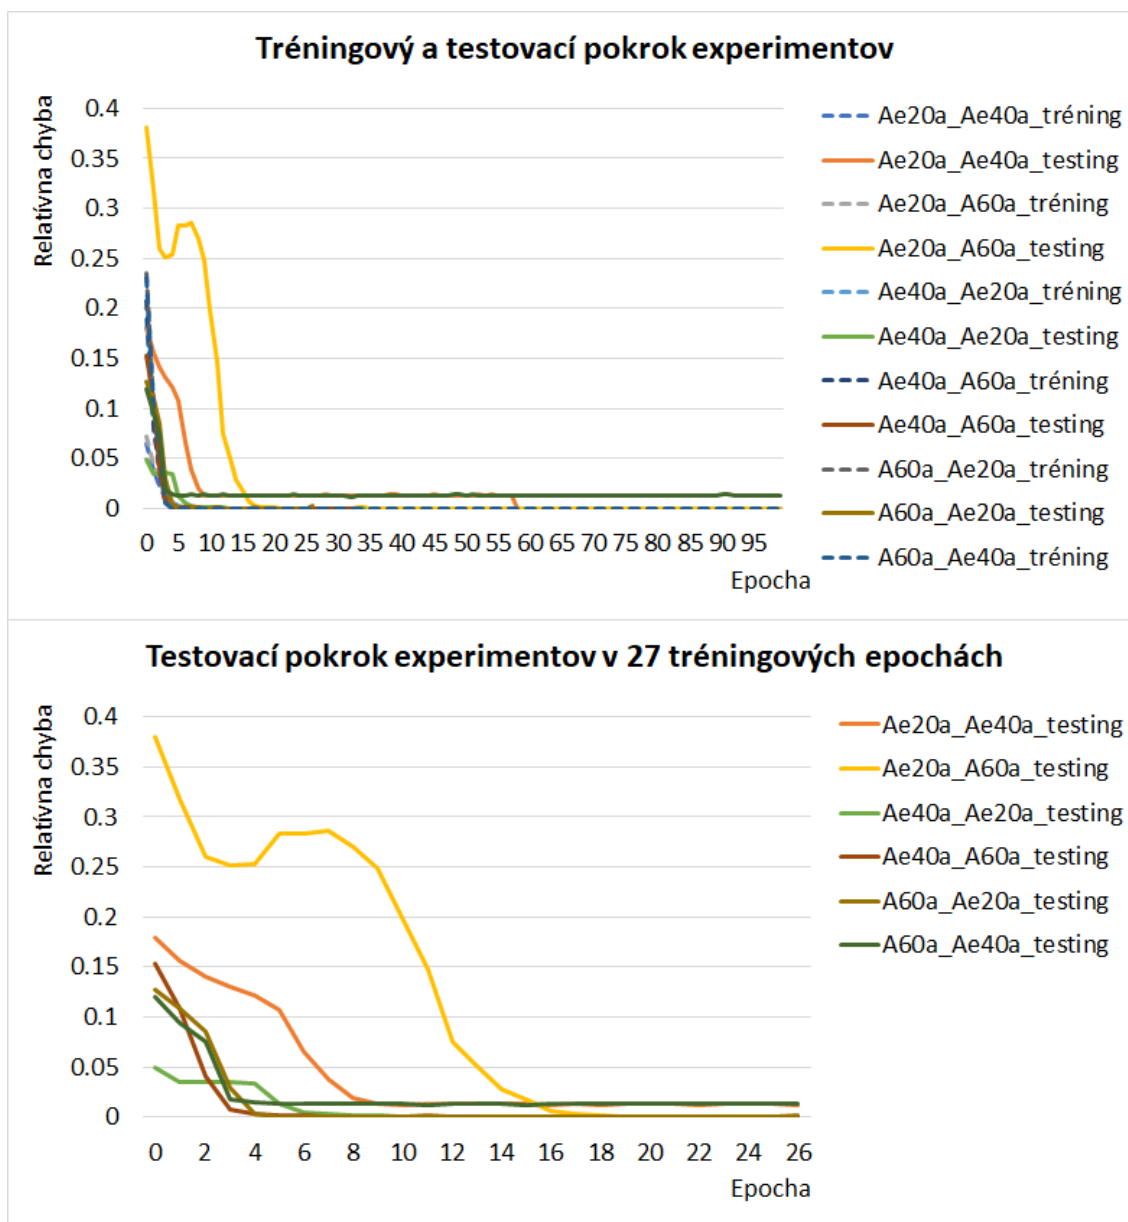 Tréningový a testovací pokrok experimentov
Relatívna chyba
0.4
0.35
0.3
0.25
0.2
0.15
0.1
0.05
0
0 5 10 15 20 25 30 35 40 45 50 55 60 65 70 75 80 85 90 95
Epocha
Ae20a_Ae40a_tréning
Ae20a_Ae40a_testing
Ae20a_A60a_tréning
Ae20a_A60a_testing
Ae40a_Ae20a_tréning
Ae40a_Ae20a_testing
Ae40a_A60a_tréning
Ae40a_A60a_testing
A60a_Ae20a_tréning
A60a_Ae20a_testing
A60a_Ae40a_tréning
Testovací pokrok experimentov v 27 tréningových epochách
Relatívna chyba
0.4
0.35
0.3
0.25
0.2
0.15
0.1
0.05
0
0 2 4 6 8 10 12 14 16 18 20 22 24 26
Epocha
Ae20a_Ae40a_testing
Ae20a_A60a_testing
Ae40a_Ae20a_testing
Ae40a_A60a_testing
A60a_Ae20a_testing
A60a_Ae40a_testing